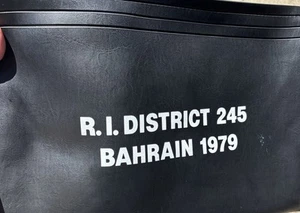 R. I. DISTRICT 245
BAHRAIN 1979